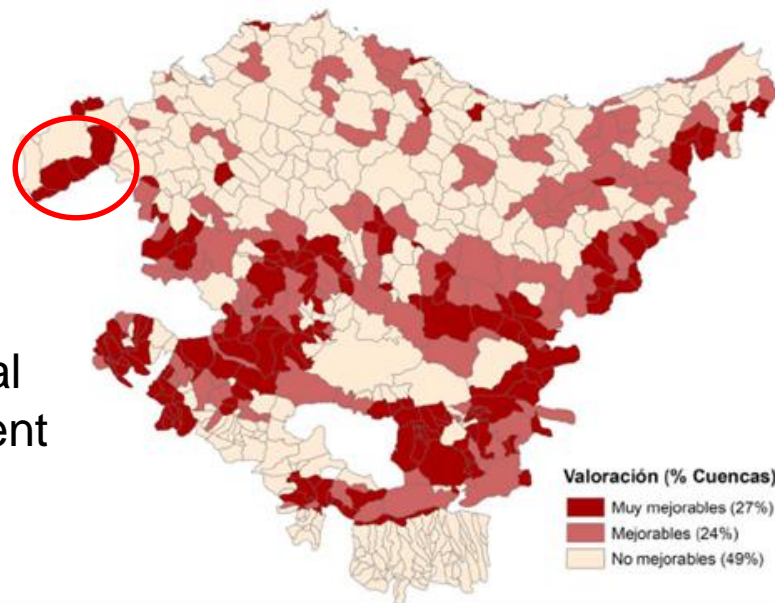 al
ent
Valoración (% Cuencas)
Muy mejorables (27%)
Mejorables (24%)
No mejorables (49%)